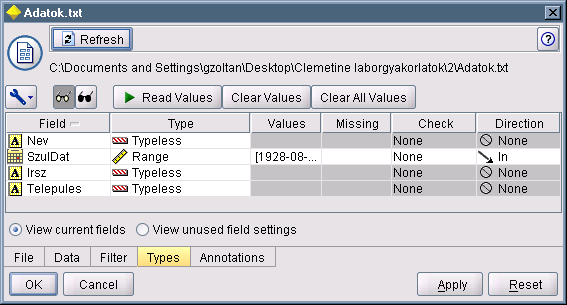 Adatok.txt
Refresh
C:\Documents and Settings\gzoltan\Desktop\Clemetine laborgyakorlatok\2\Adatok.txt
Read Values Clear Values Clear All Values
Field Type Values Missing Check Direction
A Nev Typeless None None
SzulDat Range [1928-08-... None In
A Irsz Typeless None None
A Telepules Typeless None None
View current fields View unused field settings
File Data Filter Types Annotations
OK Cancel Apply Reset